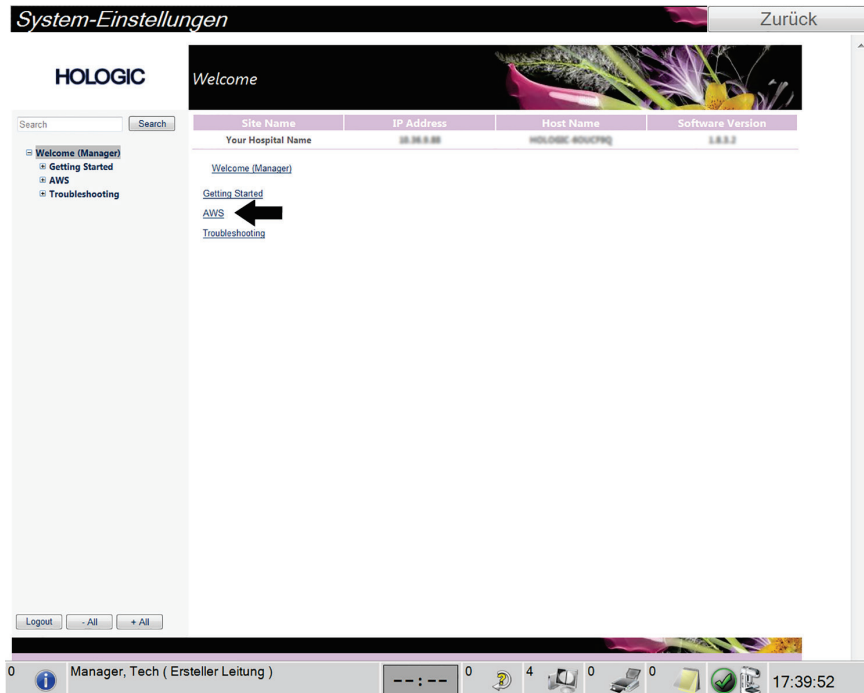 System-Einstellungen
Zurück
HOLOGIC
Welcome
Search
Search
Site Name IP Address Host Name Software Version
Your Hospital Name
Welcome (Manager)
Getting Started
AWS
Troubleshooting
Welcome (Manager)
Getting Started
AWS
Troubleshooting
Logout - All + All
0 Manager, Tech ( Ersteller Leitung ) --:-- 0 4 0 0 17:39:52